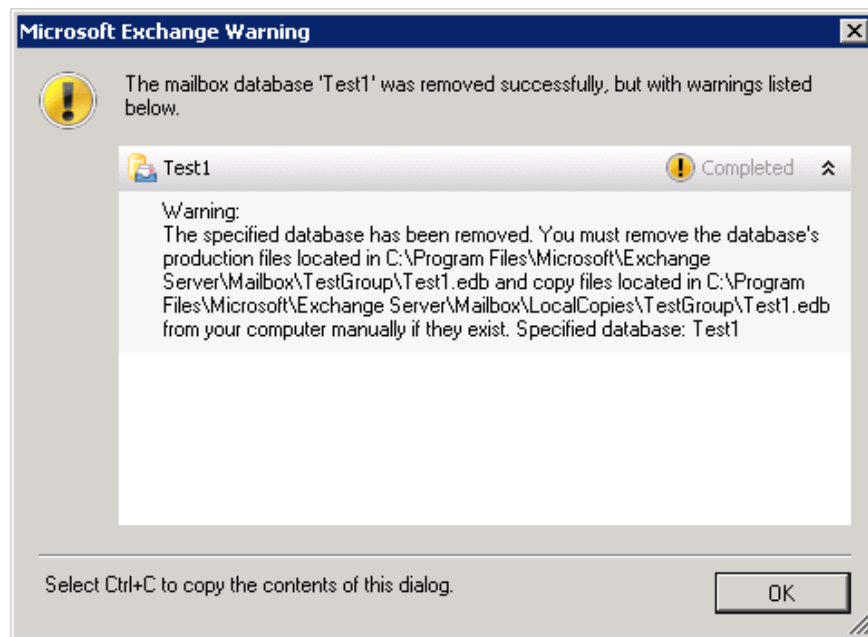 Microsoft Exchange Warning
The mailbox database 'Test1' was removed successfully, but with warnings listed
below.
Test1
Completed
Warning:
The specified database has been removed. You must remove the database's
production files located in C:\Program Files\Microsoft\Exchange
Server\Mailbox\TestGroup\Test1.edb and copy files located in C:\Program
Files\Microsoft\Exchange Server\Mailbox\LocalCopies\TestGroup\Test1.edb
from your computer manually if they exist. Specified database: Test1
Select Ctrl+C to copy the contents of this dialog.
OK